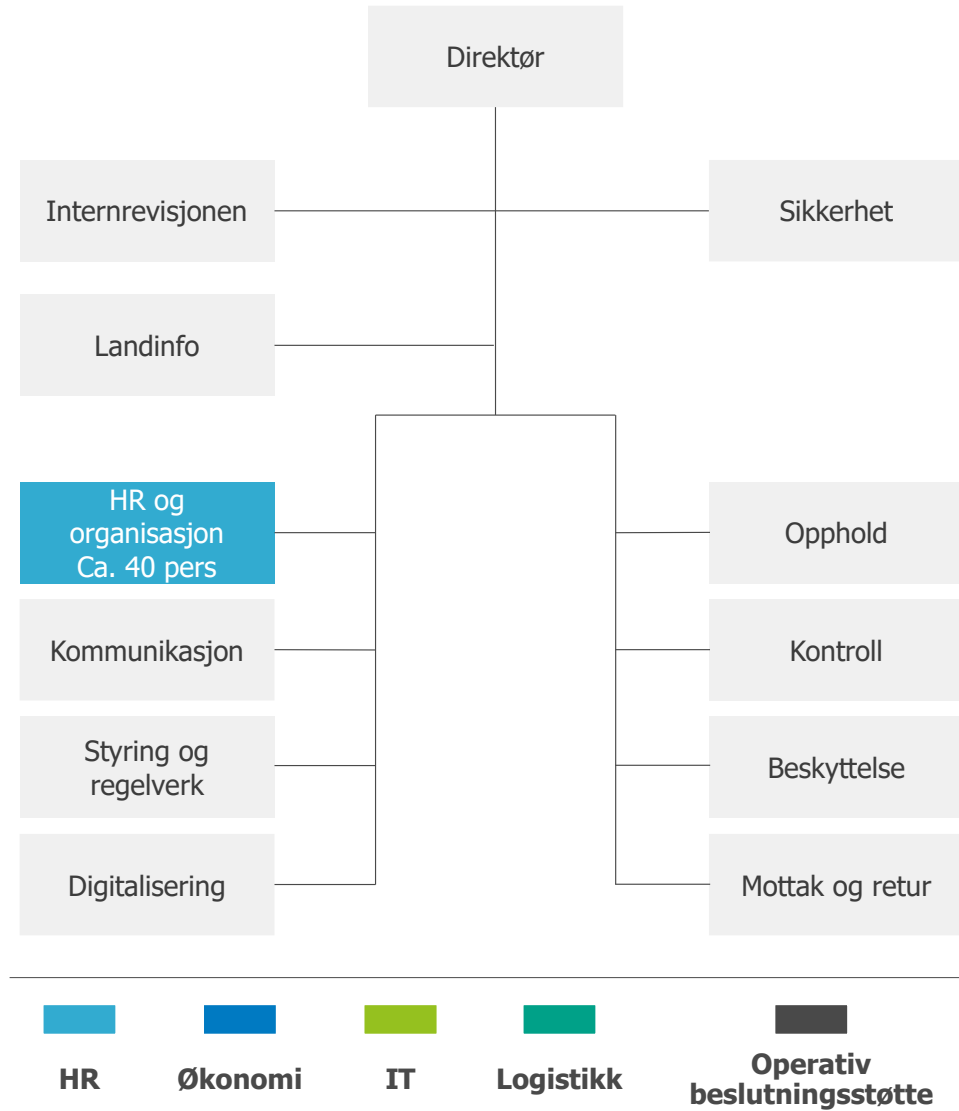 Direktør
Internrevisjonen
Sikkerhet
Landinfo
HR og
organisasjon
Ca. 40 pers
Opphold
Kommunikasjon
Kontroll
Styring og
regelverk
Beskyttelse
Digitalisering
Mottak og retur
HR
Økonomi
IT
Logistikk
Operativ
beslutningsstøtte